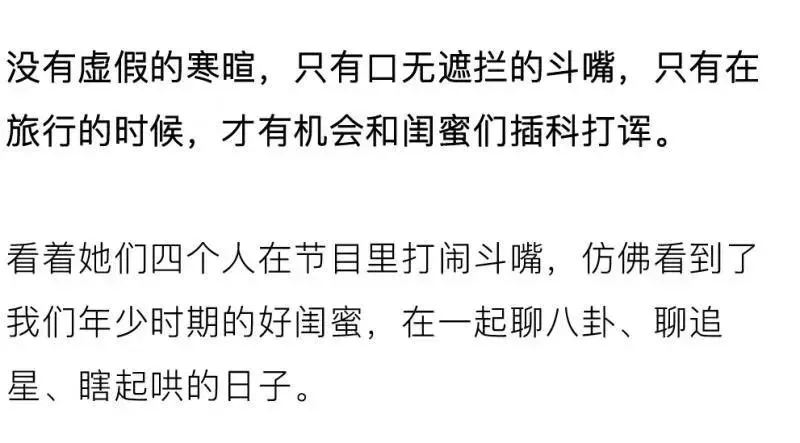 没有虚假的寒暄，只有口无遮拦的斗嘴，只有在
旅行的时候，才有机会和闺蜜们插科打诨。
看着她们四个人在节目里打闹斗嘴，仿佛看到了
我们年少时期的好闺蜜，在一起聊八卦、聊追
星、瞎起哄的日子。